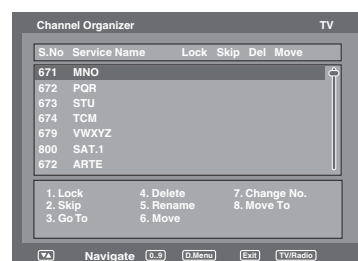 Channel Organizer TV
S.No Service Name Lock Skip Del Move
671 MNO
672 PQR
673 STU
674 TCM
679 VWXYZ
800 SAT.1
672 ARTE
1. Lock 4. Delete 7. Change No.
2. Skip 5. Rename 8. Move To
3. Go To 6. Move
▼▲ Navigate 0..9 D.Menu Exit TV/Radio